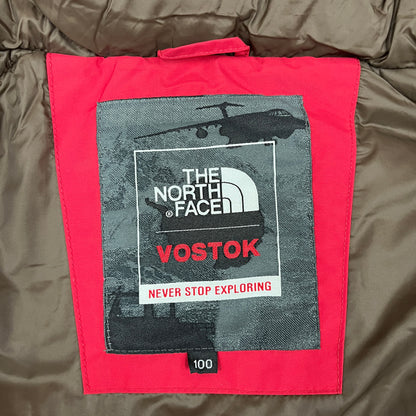 THE
NORTH
FACE
®
VOSTOK
NEVER STOP EXPLORING
100